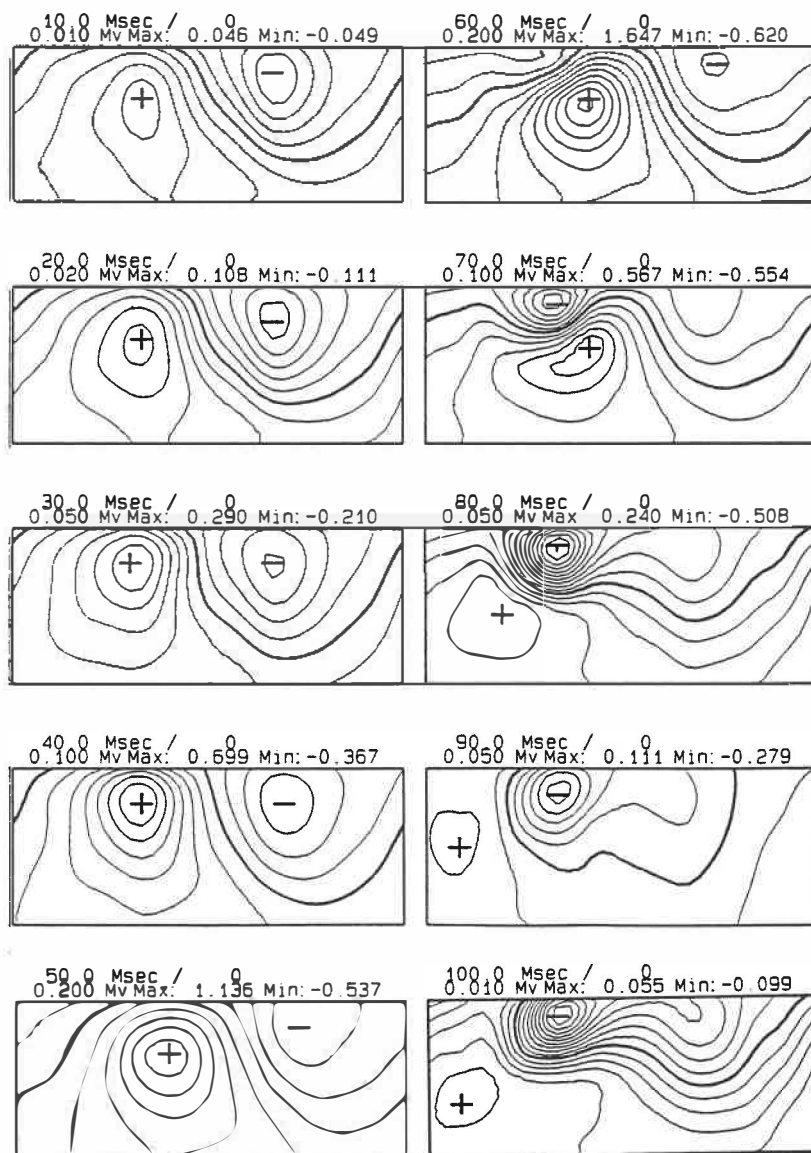 10.0 Msec / 0
0.010 Mv Max: 0.046 Min:-0.049
+
−
20.0 Msec / 0
0.020 Mv Max: 0.108 Min:-0.111
+
−
30.0 Msec / 0
0.050 Mv Max: 0.290 Min:-0.210
+
−
40.0 Msec / 0
0.100 Mv Max: 0.699 Min:-0.367
+
−
50.0 Msec / 0
0.200 Mv Max: 1.136 Min:-0.537
+
−
60.0 Msec / 0
0.200 Mv Max: 1.647 Min:-0.620
+
−
70.0 Msec / 0
0.100 Mv Max: 0.567 Min:-0.554
−
+
80.0 Msec / 0
0.050 Mv Max 0.240 Min:-0.508
+
90.0 Msec / 0
0.050 Mv Max: 0.111 Min:-0.279
−
+
100.0 Msec / 0
0.010 Mv Max: 0.055 Min:-0.099
−
+